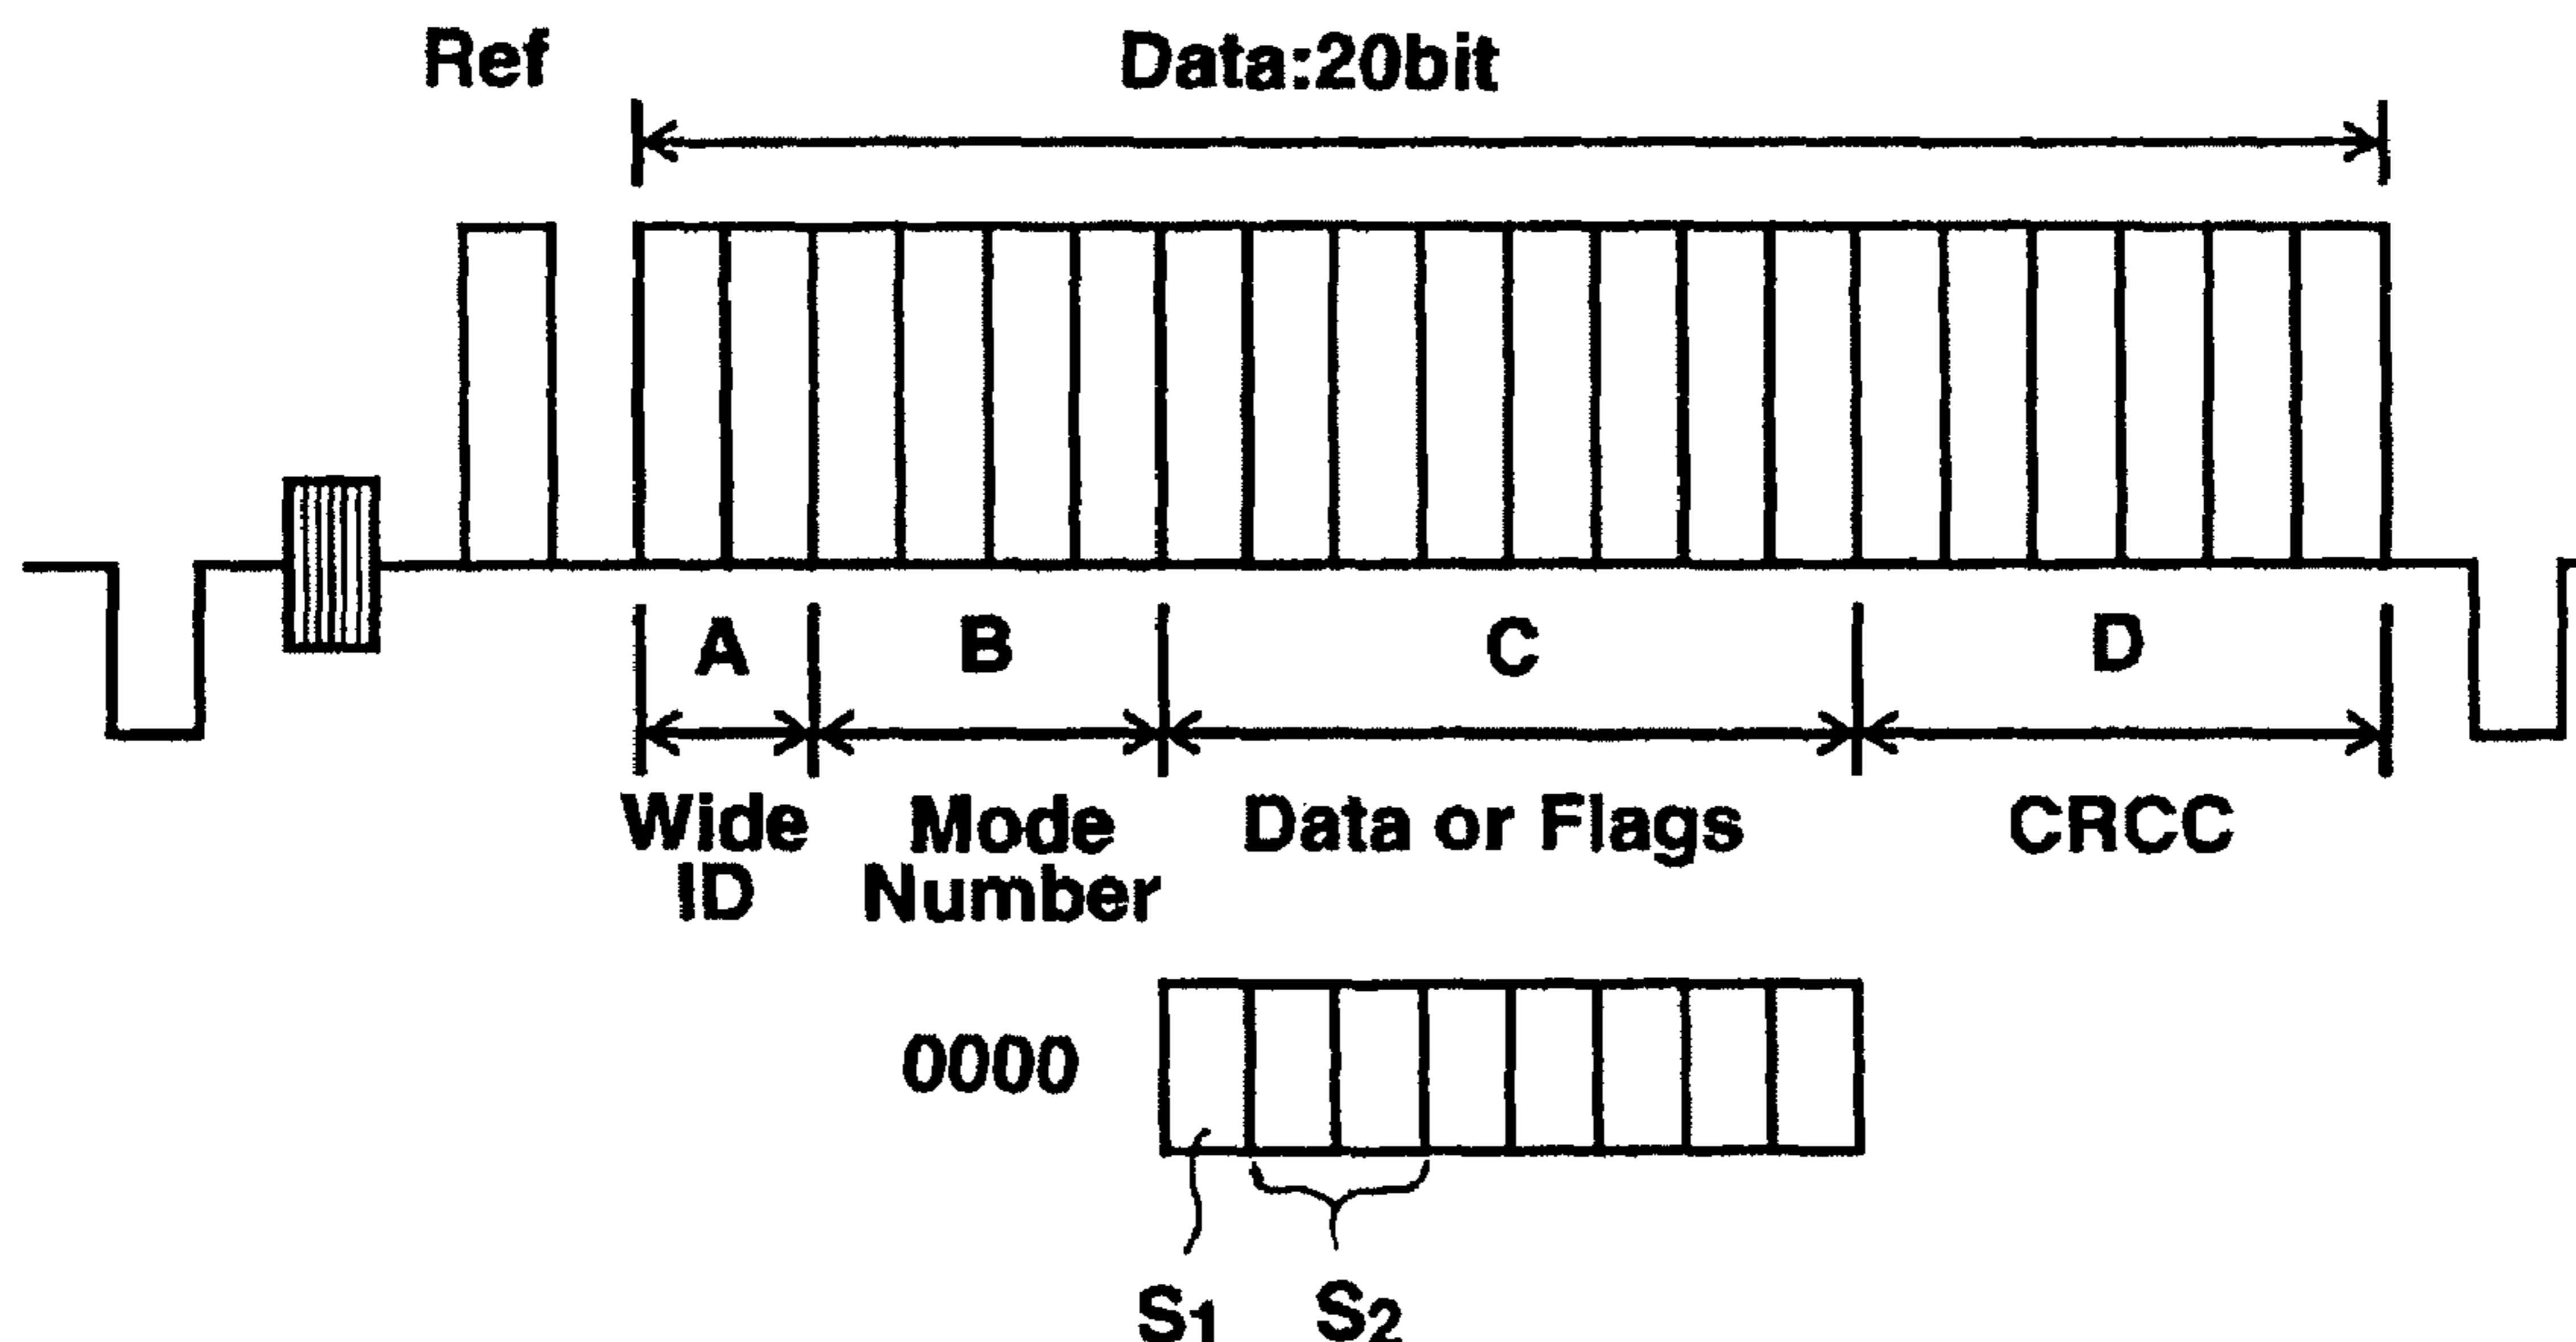 Ref
Data:20bit
A B C D
Wide ID
Mode Number
Data or Flags
CRCC
0000
S1 S2